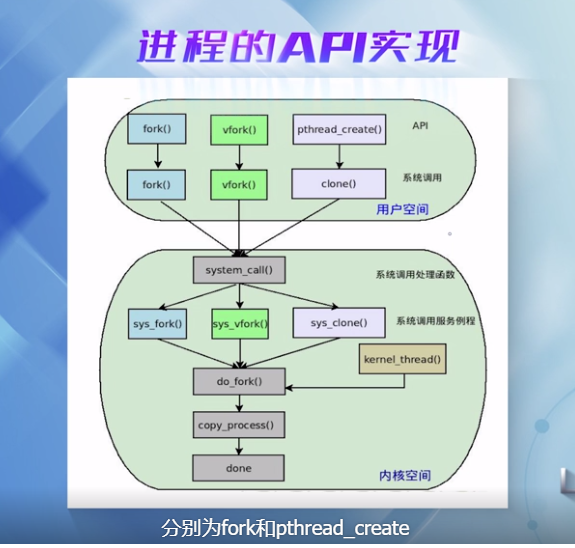 进程的API实现
fork()
vfork()
pthread_create()
API
fork()
vfork()
clone()
系统调用
用户空间
system_call()
系统调用处理函数
sys_fork()
sys_vfork()
sys_clone()
系统调用服务例程
kernel_thread()
do_fork()
copy_process()
done
内核空间
分别为fork和pthread_create